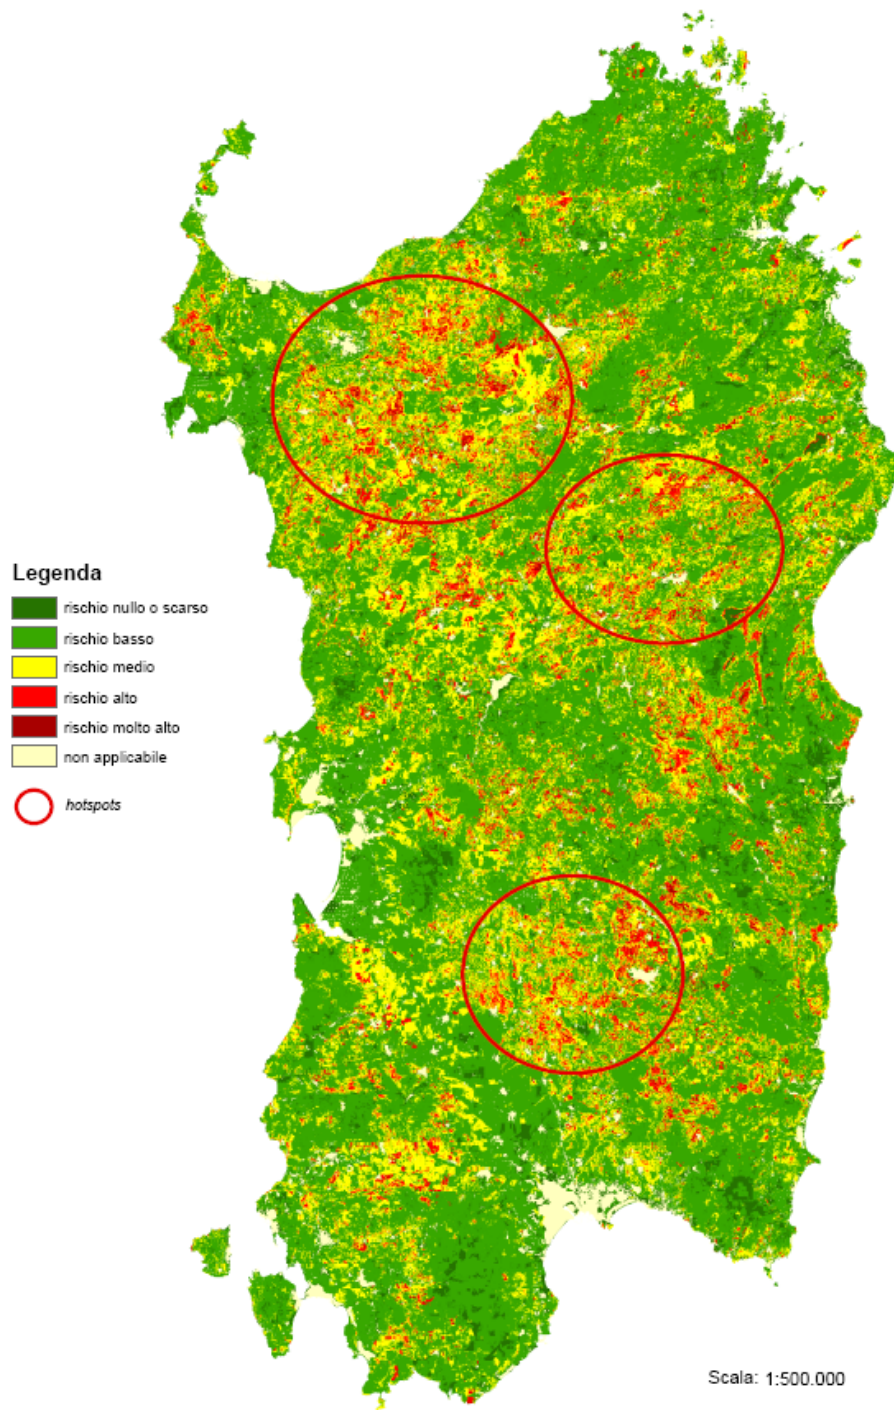 Legenda
rischio nullo o scarso
rischio basso
rischio medio
rischio alto
rischio molto alto
non applicabile
hotspots
Scala: 1:500.000